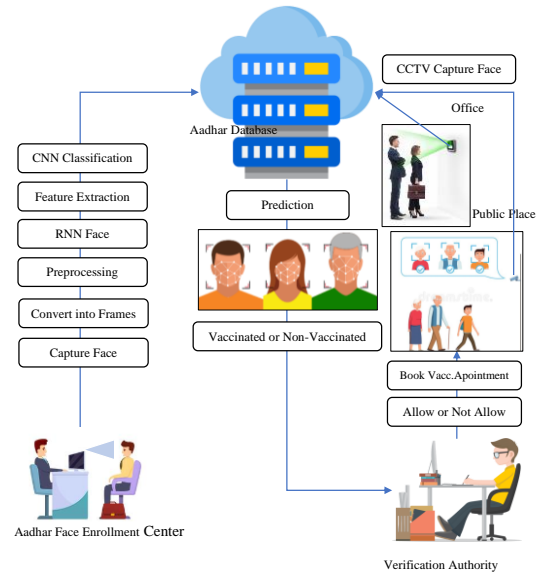 CCTV Capture Face
Office
Aadhar Database
CNN Classification
Feature Extraction
RNN Face
Preprocessing
Convert into Frames
Capture Face
Prediction
Public Place
Vaccinated or Non-Vaccinated
Book Vacc.Apointment
Allow or Not Allow
Aadhar Face Enrollment Center
Verification Authority